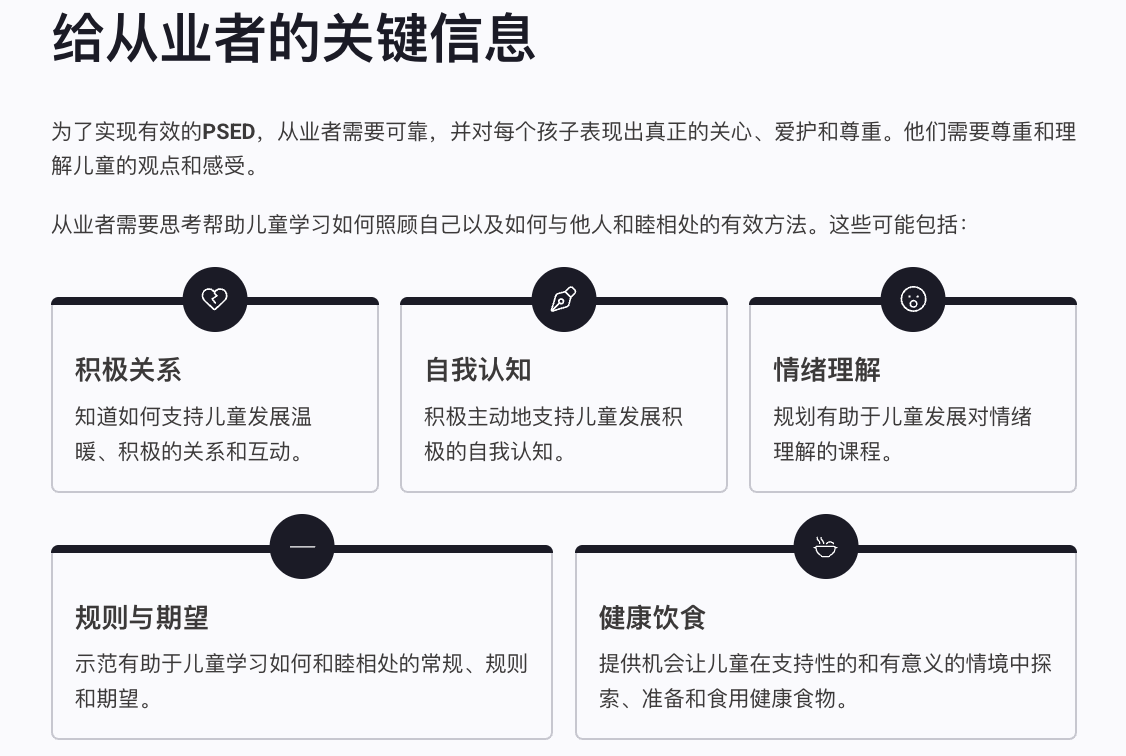 给从业者的关键信息
为了实现有效的PSED，从业者需要可靠，并对每个孩子表现出真正的关心、爱护和尊重。他们需要尊重和理
解儿童的观点和感受。
从业者需要思考帮助儿童学习如何照顾自己以及如何与他人和睦相处的有效方法。这些可能包括：
积极关系
知道如何支持儿童发展温
暖、积极的关系和互动。
自我认知
积极主动地支持儿童发展积
极的自我认知。
情绪理解
规划有助于儿童发展对情绪
理解的课程。
规则与期望
示范有助于儿童学习如何和睦相处的常规、规则
和期望。
健康饮食
提供机会让儿童在支持性的和有意义的情境中探
索、准备和食用健康食物。